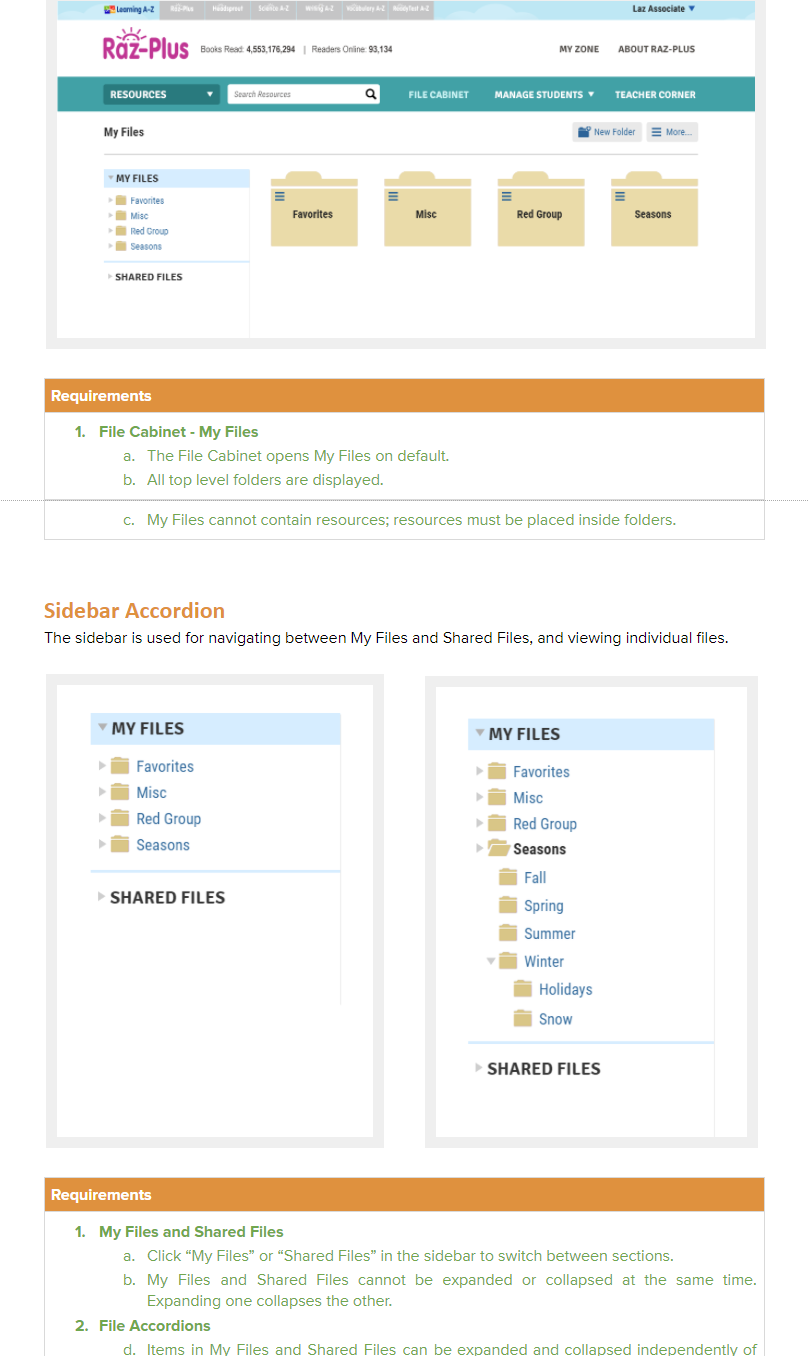 Learning A-Z Raz-Plus Headsprout Science A-Z Writing A-Z Vocabulary A-Z ReadyTest A-Z Laz Associate
Raz-Plus Books Read: 4,553,176,294 | Readers Online: 93,134 MY ZONE ABOUT RAZ-PLUS
RESOURCES Search Resources FILE CABINET MANAGE STUDENTS TEACHER CORNER
My Files New Folder More...
MY FILES
Favorites
Misc
Red Group
Seasons
SHARED FILES
Favorites Misc Red Group Seasons
Requirements
1. File Cabinet - My Files
a. The File Cabinet opens My Files on default.
b. All top level folders are displayed.
c. My Files cannot contain resources; resources must be placed inside folders.
Sidebar Accordion
The sidebar is used for navigating between My Files and Shared Files, and viewing individual files.
MY FILES
Favorites
Misc
Red Group
Seasons
SHARED FILES
MY FILES
Favorites
Misc
Red Group
Seasons
Fall
Spring
Summer
Winter
Holidays
Snow
SHARED FILES
Requirements
1. My Files and Shared Files
a. Click “My Files” or “Shared Files” in the sidebar to switch between sections.
b. My Files and Shared Files cannot be expanded or collapsed at the same time.
Expanding one collapses the other.
2. File Accordions
d. Items in My Files and Shared Files can be expanded and collapsed independently of